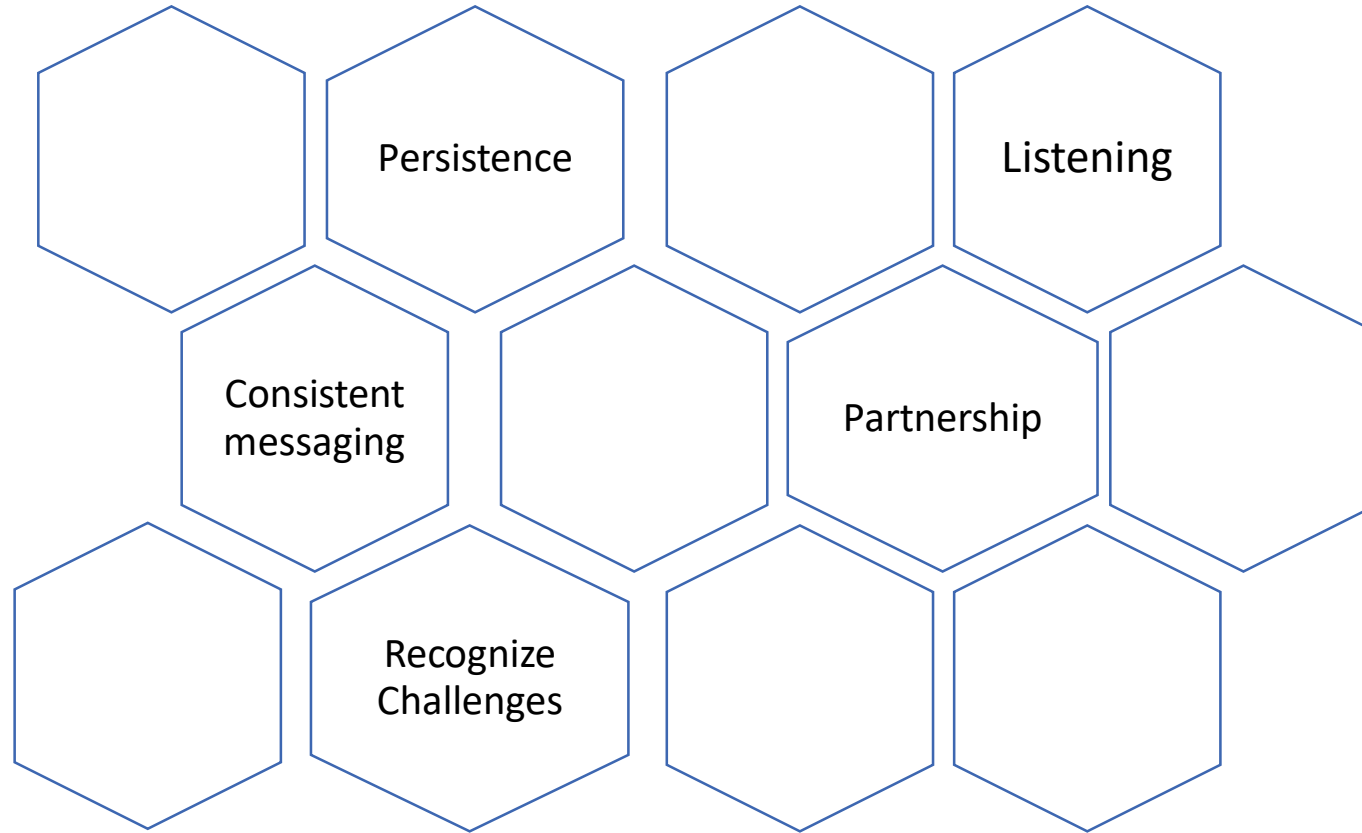 Persistence
Listening
Consistent
messaging
Partnership
Recognize
Challenges